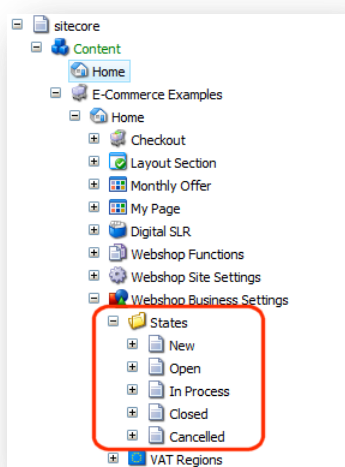 sitecore
Content
Home
E-Commerce Examples
Home
Checkout
Layout Section
Monthly Offer
My Page
Digital SLR
Webshop Functions
Webshop Site Settings
Webshop Business Settings
States
New
Open
In Process
Closed
Cancelled
VAT Regions